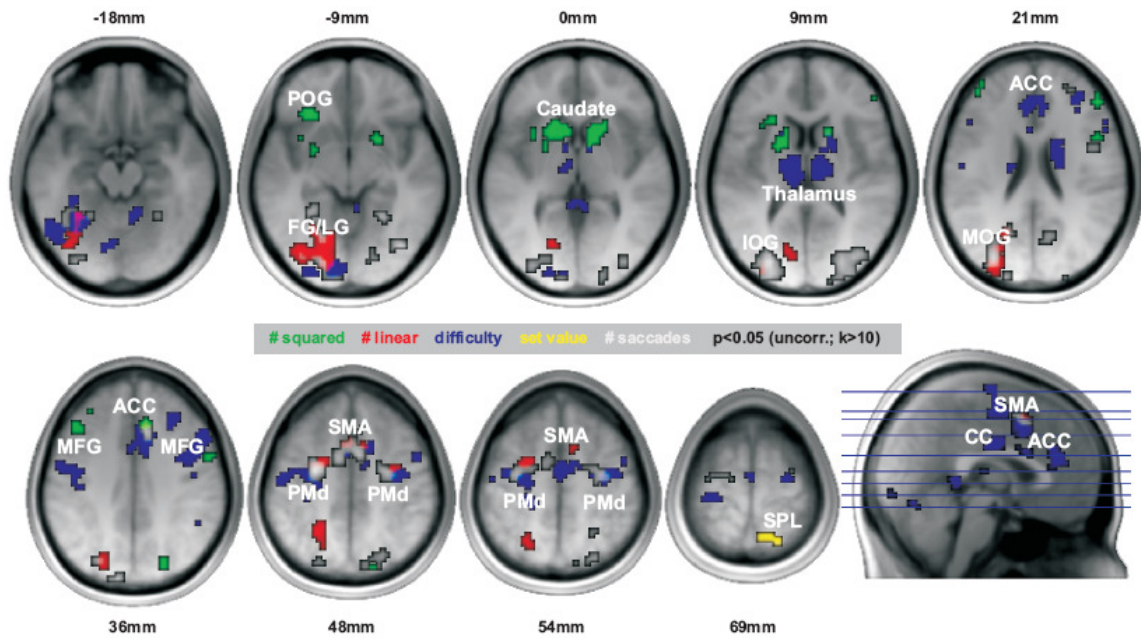 -18mm -9mm 0mm 9mm 21mm
POG Caudate ACC
FG/LG Thalamus IOG MOG
# squared # linear difficulty set value # saccades p<0.05 (uncorr.; k>10)
ACC MFG MFG
SMA PMd PMd
SMA PMd PMd
SPL
SMA CC ACC
36mm 48mm 54mm 69mm